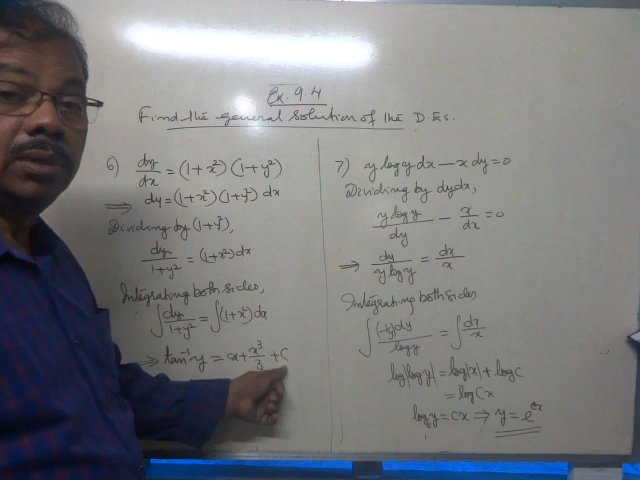 Ex. 9.4
Find the general solution of the D.Es.
6) dy/dx = (1+x²)(1+y²)
⇒ dy = (1+x²)(1+y²) dx
Dividing by (1+y²),
dy/1+y² = (1+x²)dx
Integrating both sides,
∫dy/1+y² = ∫(1+x²)dx
⇒ tan⁻¹y = x + x³/3 + C
7) y log y dx − x dy = 0
Dividing by dydx,
y log y/dy − x/dx = 0
⇒ dy/y log y = dx/x
Integrating both sides
∫(1/y)dy/log y = ∫dx/x
log|log y| = log|x| + log C
= log Cx
log y = Cx ⇒ y = e^Cx